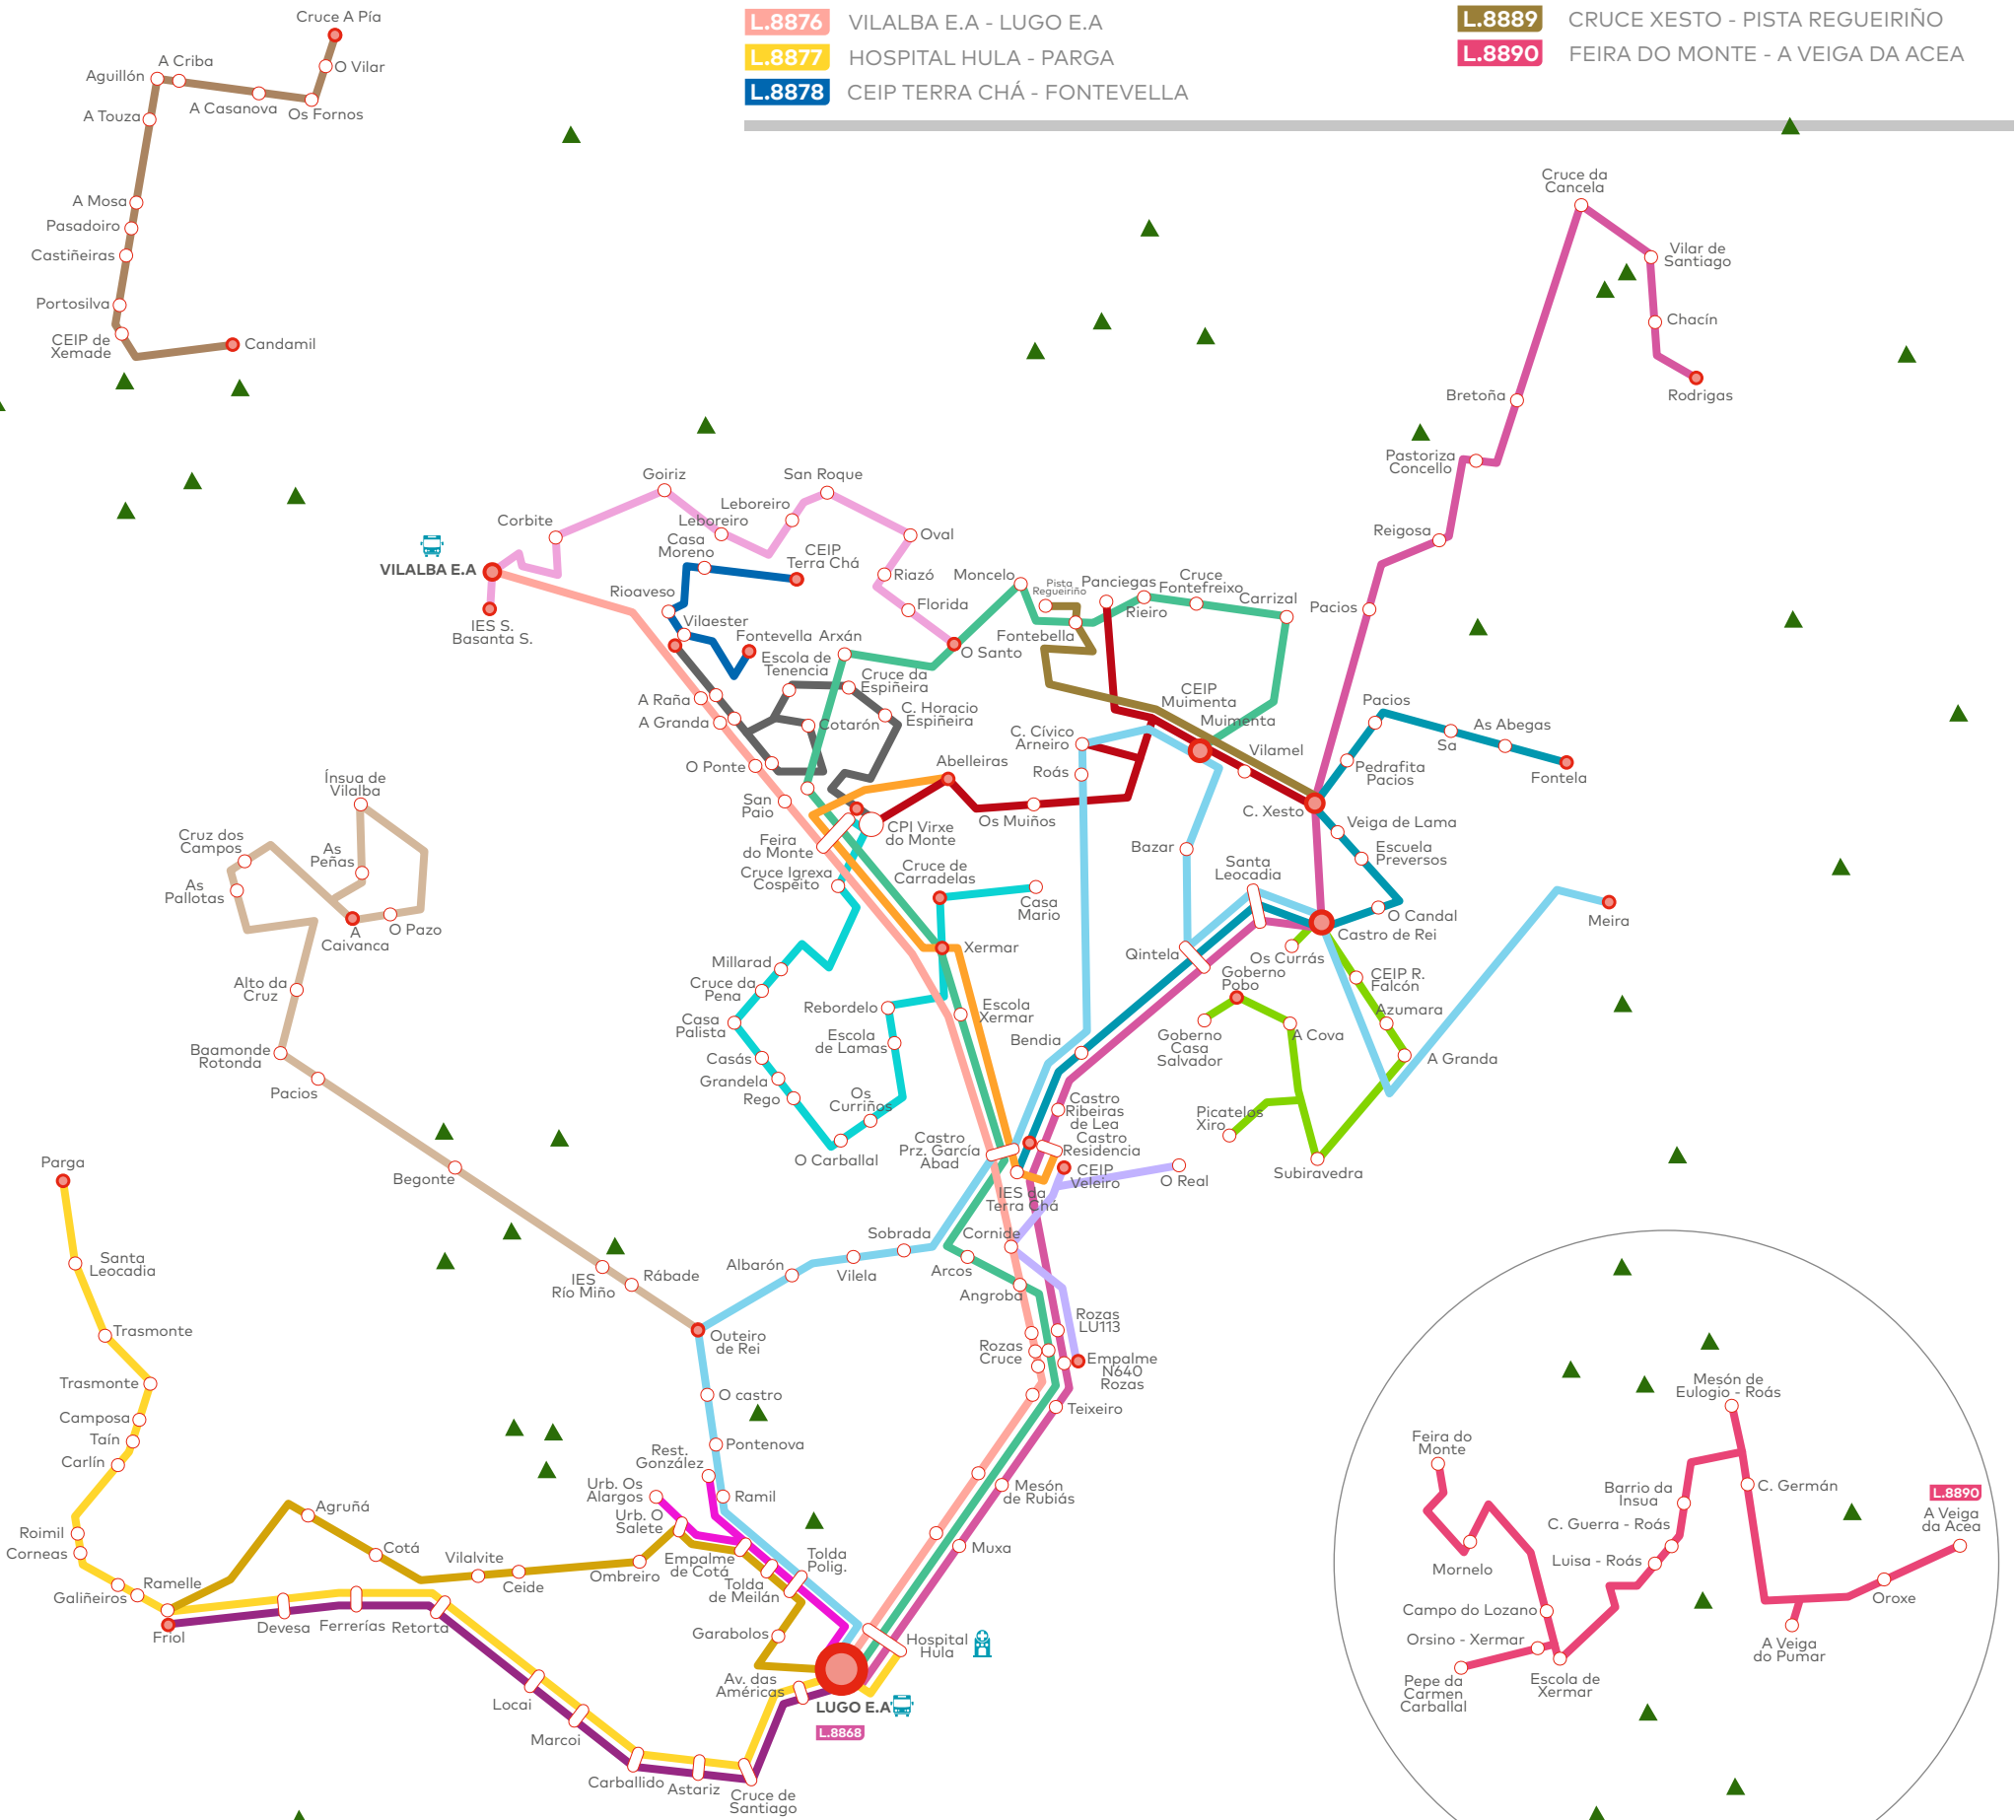 L.8876 VILALBA E.A - LUGO E.A
L.8877 HOSPITAL HULA - PARGA
L.8878 CEIP TERRA CHÁ - FONTEVELLA
L.8889 CRUCE XESTO - PISTA REGUEIRIÑO
L.8890 FEIRA DO MONTE - A VEIGA DA ACEA
Cruce A Pía
O Vilar
A Criba
Aguillón
A Casanova
Os Fornos
A Touza
A Mosa
Pasadoiro
Castiñeiras
Portosilva
CEIP de
Xemade
Candamil
Cruce da
Cancela
Vilar de
Santiago
Chacín
Rodrigas
Bretoña
Pastoriza
Concello
Reigosa
Pacios
Goiriz
San Roque
Leboreiro
Leboreiro
Corbite
Oval
Casa
Moreno
CEIP
Terra Chá
VILALBA E.A
Riazó
Rioaveso
Florida
IES S.
Basanta S.
Vilaester
Fontevella
Arxán
Escola de
Tenencia
O Santo
Moncelo
Pista
Regueiriño
Panciegas
Rieiro
Cruce
Fontefreixo
Carrizal
Fontebella
Cruce da
Espiñeira
C. Horacio
Espiñeira
A Raña
A Granda
Cotarón
CEIP
Muimenta
Muimenta
C. Cívico
Arneiro
Roás
Vilamel
Pacios
Sa
As Abegas
Fontela
Pedrafita
Pacios
O Ponte
Abelleiras
San
Paio
Os Muiños
C. Xesto
Veiga de Lama
Escuela
Preversos
Feira
do Monte
CPI Virxe
do Monte
Bazar
Santa
Leocadia
Cruce Igrexa
Cospeito
Cruce de
Carradelas
Casa
Mario
O Candal
Castro de Rei
Meira
Ínsua de
Vilalba
Cruz dos
Campos
As
Peñas
As
Pallotas
A
Caivanca
O Pazo
Xermar
Qintela
Os Currás
CEIP R.
Falcón
Millarad
Cruce da
Pena
Goberno
Pobo
Alto da
Cruz
Rebordelo
Escola
Xermar
Azumara
Casa
Palista
Escola
de Lamas
Bendia
Goberno
Casa
Salvador
A Cova
A Granda
Baamonde
Rotonda
Casás
Pacios
Grandela
Rego
Os
Curriños
Castro
Ribeiras
de Lea
Picatelos
Xiro
O Carballal
Castro
Prz. García
Abad
Castro
Residencia
Begonte
CEIP
Veleiro
O Real
Subiravedra
Parga
IES da
Terra Chá
Santa
Leocadia
Sobrada
Cornide
Albarón
Vilela
Arcos
IES
Río Miño
Rábade
Angroba
Trasmonte
Outeiro
de Rei
Rozas
LU113
Rozas
Cruce
Empalme
N640
Rozas
Trasmonte
O castro
Teixeiro
Camposa
Taín
Carlín
Pontenova
Rest.
González
Urb. Os
Alargos
Ramil
Mesón
de Rubiás
Agruñá
Urb. O
Salete
Roimil
Corneas
Cotá
Vilalvite
Ceide
Ombreiro
Empalme
de Cotá
Tolda
Polig.
Tolda
de Meilán
Muxa
Galiñeiros
Ramelle
Friol
Devesa
Ferrerías
Retorta
Garabolos
Hospital
Hula
Av. das
Américas
LUGO E.A
L.8868
Locai
Marcoi
Carballido
Astariz
Cruce de
Santiago
Mesón de
Eulogio - Roás
Feira do
Monte
Barrio da
Insua
C. Germán
L.8890
A Veiga
da Acea
C. Guerra - Roás
Luisa - Roás
Mornelo
Oroxe
Campo do Lozano
Orsino - Xermar
A Veiga
do Pumar
Pepe da
Carmen
Carballal
Escola de
Xermar